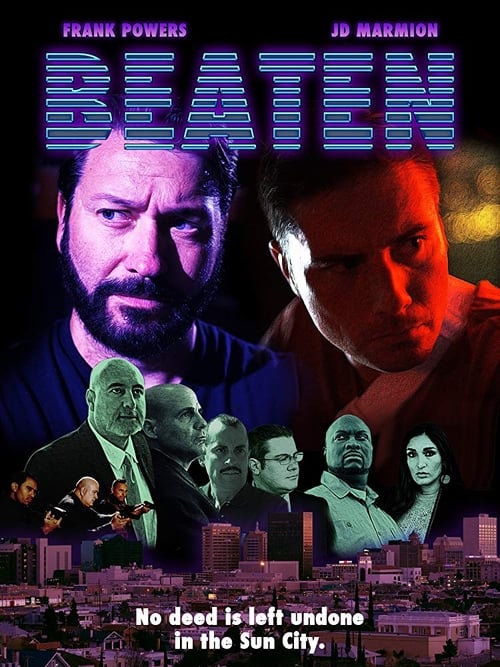 FRANK POWERS JD MARMION
BEATEN
No deed is left undone
in the Sun City.